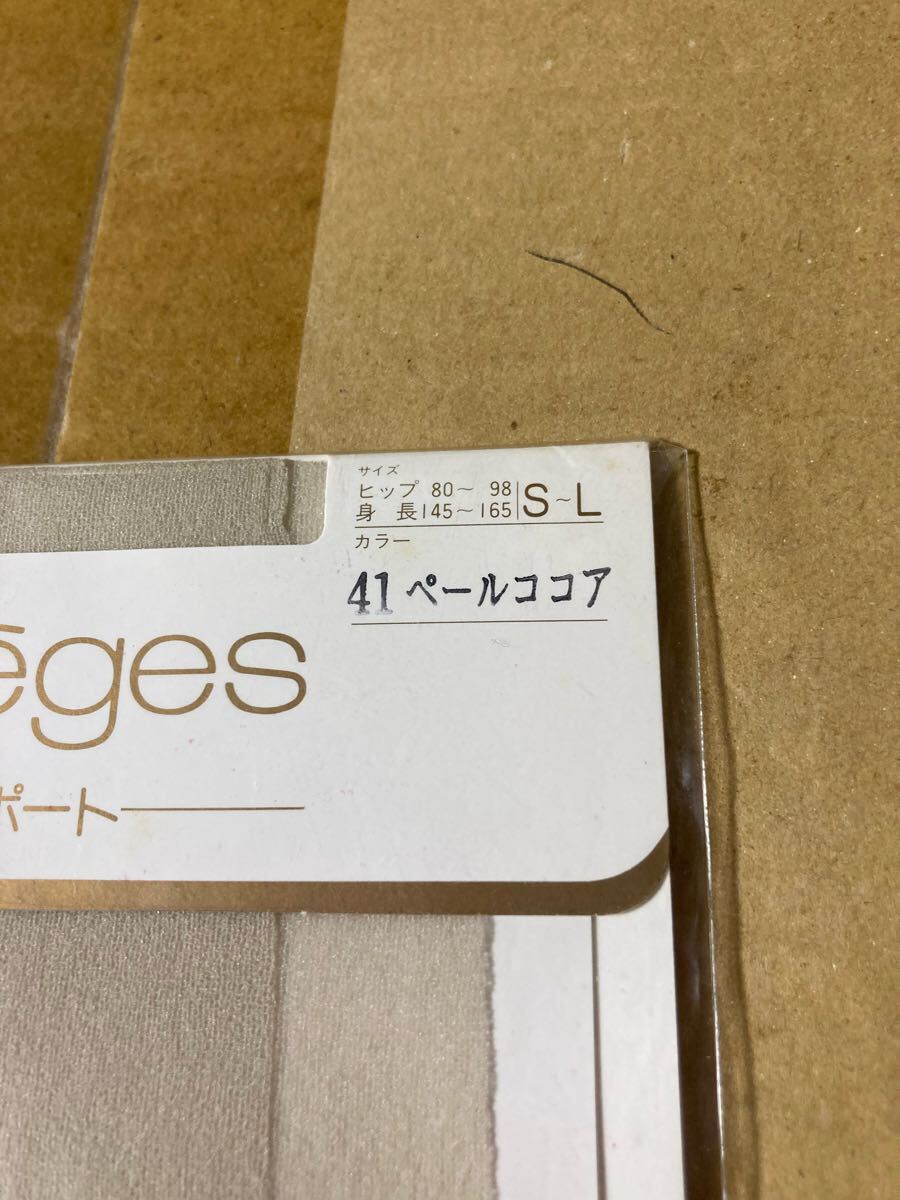 サイズ
ヒップ 80～ 98
身長145～165 S～L
カラー
41 ペールココア
ēges
ポート